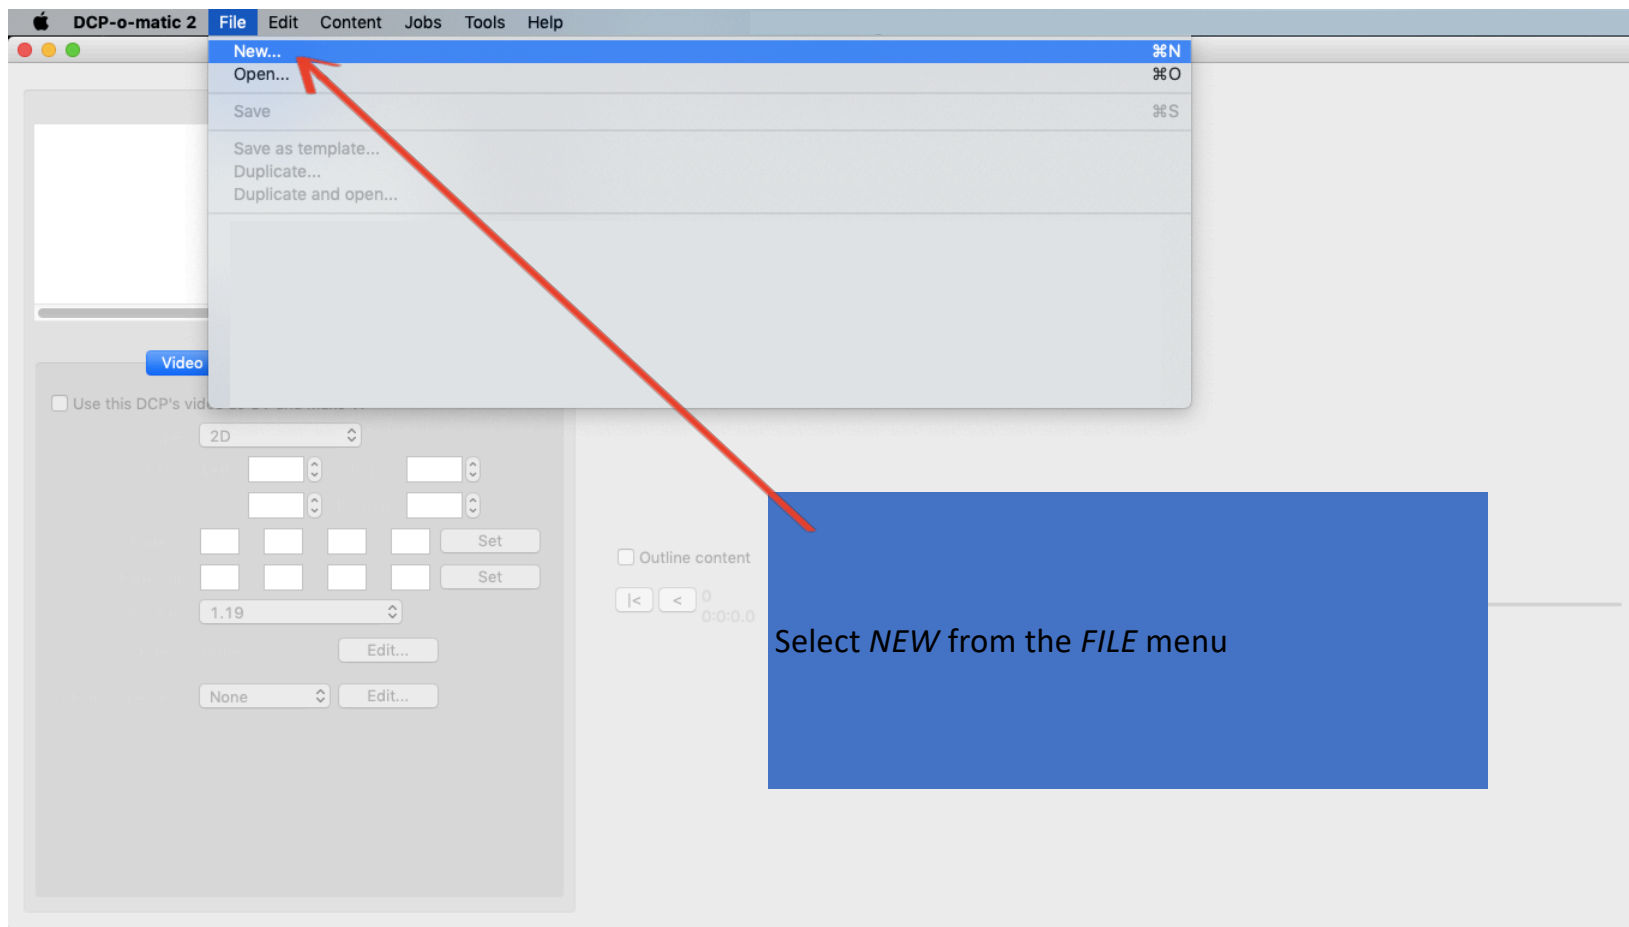 DCP-o-matic 2 File Edit Content Jobs Tools Help
New... ⌘N
Open... ⌘O
Save ⌘S
Save as template...
Duplicate...
Duplicate and open...
Video
Use this DCP's video
2D
Set
Set
1.19
Edit...
None Edit...
Outline content
|< < 0
0:0:0.0
Select NEW from the FILE menu